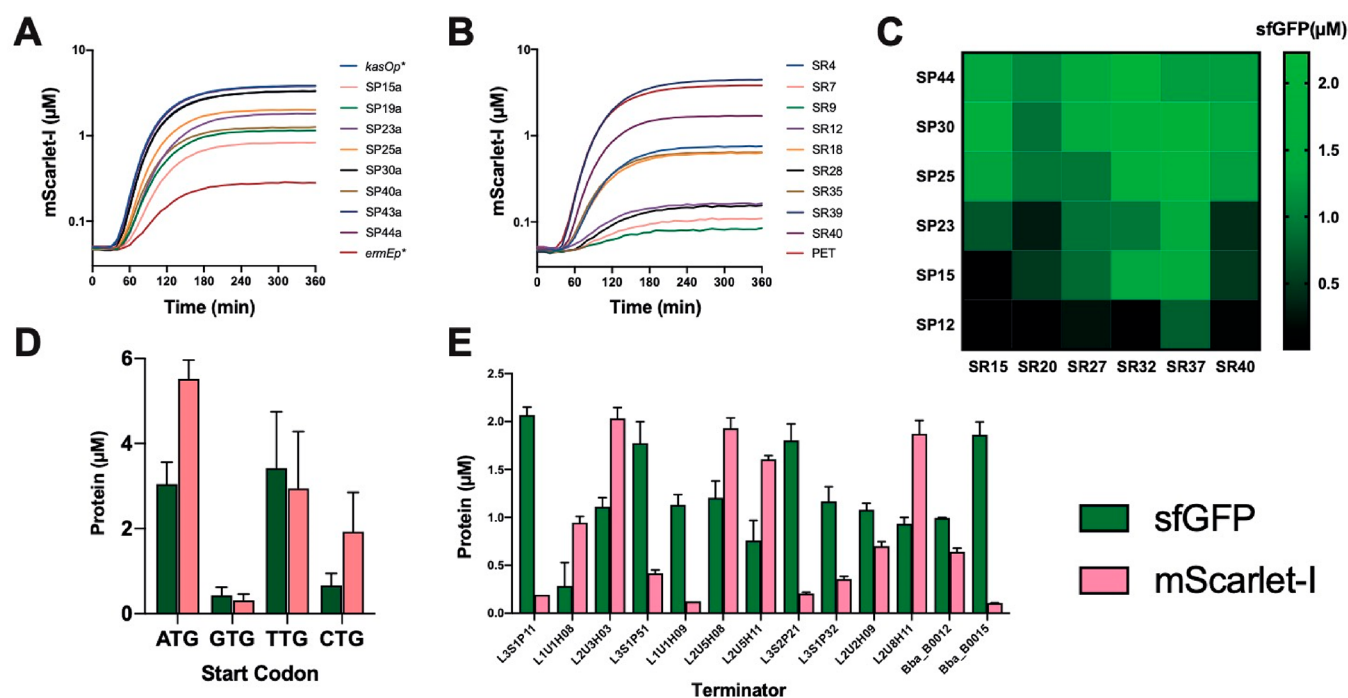 A
mScarlet-I (µM)
10
1
0.1
0 60 120 180 240 300 360
Time (min)
kasOp*
SP15a
SP19a
SP23a
SP25a
SP30a
SP40a
SP43a
SP44a
ermEp*
B
mScarlet-I (µM)
10
1
0.1
0 60 120 180 240 300 360
Time (min)
SR4
SR7
SR9
SR12
SR18
SR28
SR35
SR39
SR40
PET
C
sfGFP(µM)
SP44
SP30
SP25
SP23
SP15
SP12
SR15 SR20 SR27 SR32 SR37 SR40
2.0
1.5
1.0
0.5
D
Protein (µM)
6
4
2
0
ATG GTG TTG CTG
Start Codon
E
Protein (µM)
2.5
2.0
1.5
1.0
0.5
0.0
L3S1P11
L1U1H08
L2U3H03
L3S1P51
L1U1H09
L2U5H08
L2U5H11
L3S2P21
L3S1P32
L2U2H09
L2U8H11
Bba_B0012
Bba_B0015
Terminator
sfGFP
mScarlet-I